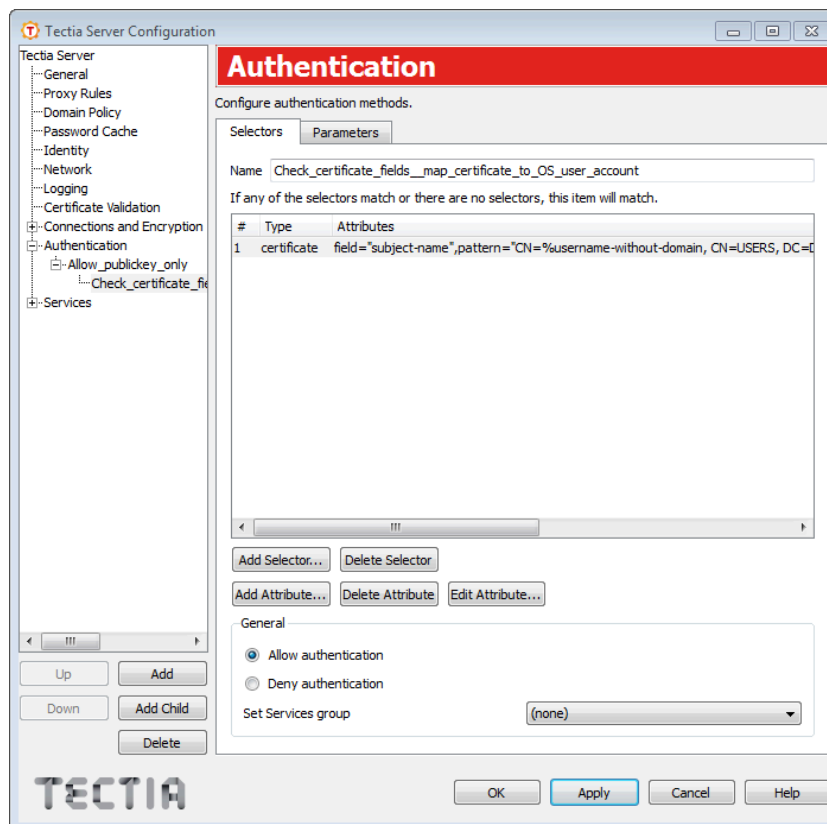 Tectia Server Configuration
Tectia Server
General
Proxy Rules
Domain Policy
Password Cache
Identity
Network
Logging
Certificate Validation
Connections and Encryption
Authentication
Allow_publickey_only
Check_certificate_fie
Services
Up
Add
Down
Add Child
Delete
Authentication
Configure authentication methods.
Selectors Parameters
Name Check_certificate_fields__map_certificate_to_OS_user_account
If any of the selectors match or there are no selectors, this item will match.
# Type Attributes
1 certificate field="subject-name",pattern="CN=%username-without-domain, CN=USERS, DC=D
Add Selector... Delete Selector
Add Attribute... Delete Attribute Edit Attribute...
General
Allow authentication
Deny authentication
Set Services group (none)
TECTIA
OK Apply Cancel Help